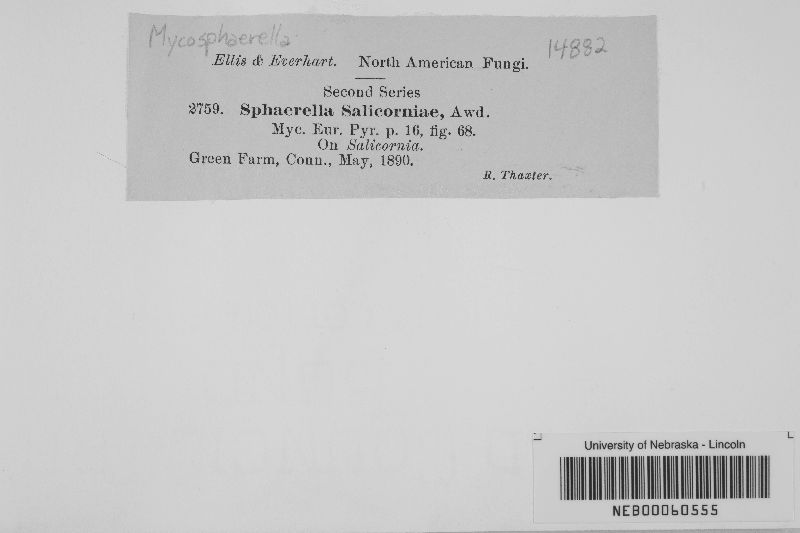 Mycosphaerella
14882
Ellis & Everhart. North American Fungi.
Second Series
2759. Sphaerella Salicorniae, Awd.
Myc. Eur. Pyr. p. 16, fig. 68.
On Salicornia.
Green Farm, Conn., May, 1890.
R. Thaxter.
University of Nebraska - Lincoln
NEB00060555